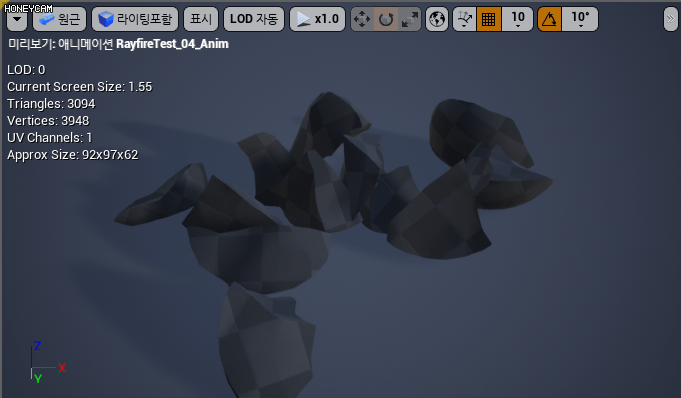 HONEYCAM
원근 라이팅포함 표시 LOD 자동 x1.0 10 10°
미리보기: 애니메이션 RayfireTest_04_Anim
LOD: 0
Current Screen Size: 1.55
Triangles: 3094
Vertices: 3948
UV Channels: 1
Approx Size: 92x97x62
Z
X
Y